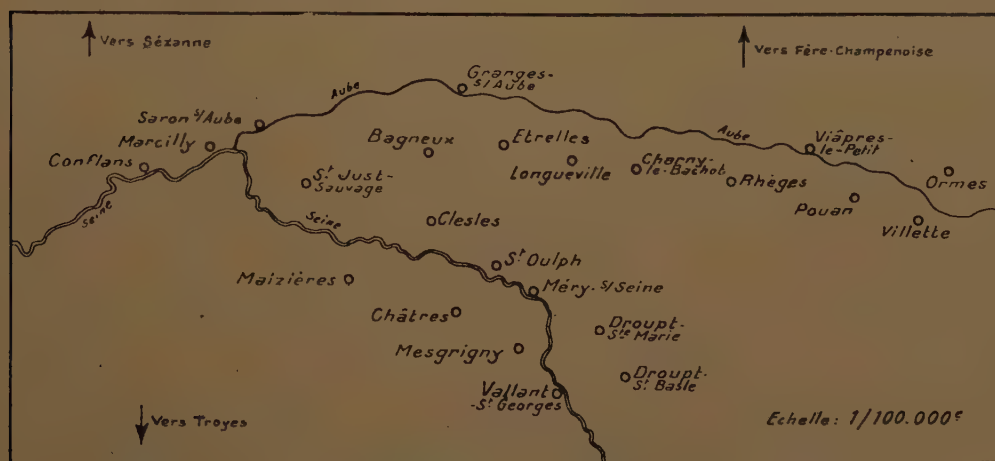 Vers Sézanne
Vers Fère-Champenoise
Granges-
s/Aube
Aube
Saron s/Aube
Marcilly
Conflans
Seine
Bagneux
Etrelles
Longueville
Charny-
le-Bachot
Aube
Viâpres-
le-Petit
Rhèges
Ormes
Pouan
Villette
St Just-
Sauvage
Seine
Clesles
St Oulph
Maizières
Méry-s/Seine
Châtres
Droupt-
Ste Marie
Mesgrigny
Droupt-
St Basle
Vallant
-St Georges
Vers Troyes
Echelle: 1/100.000e